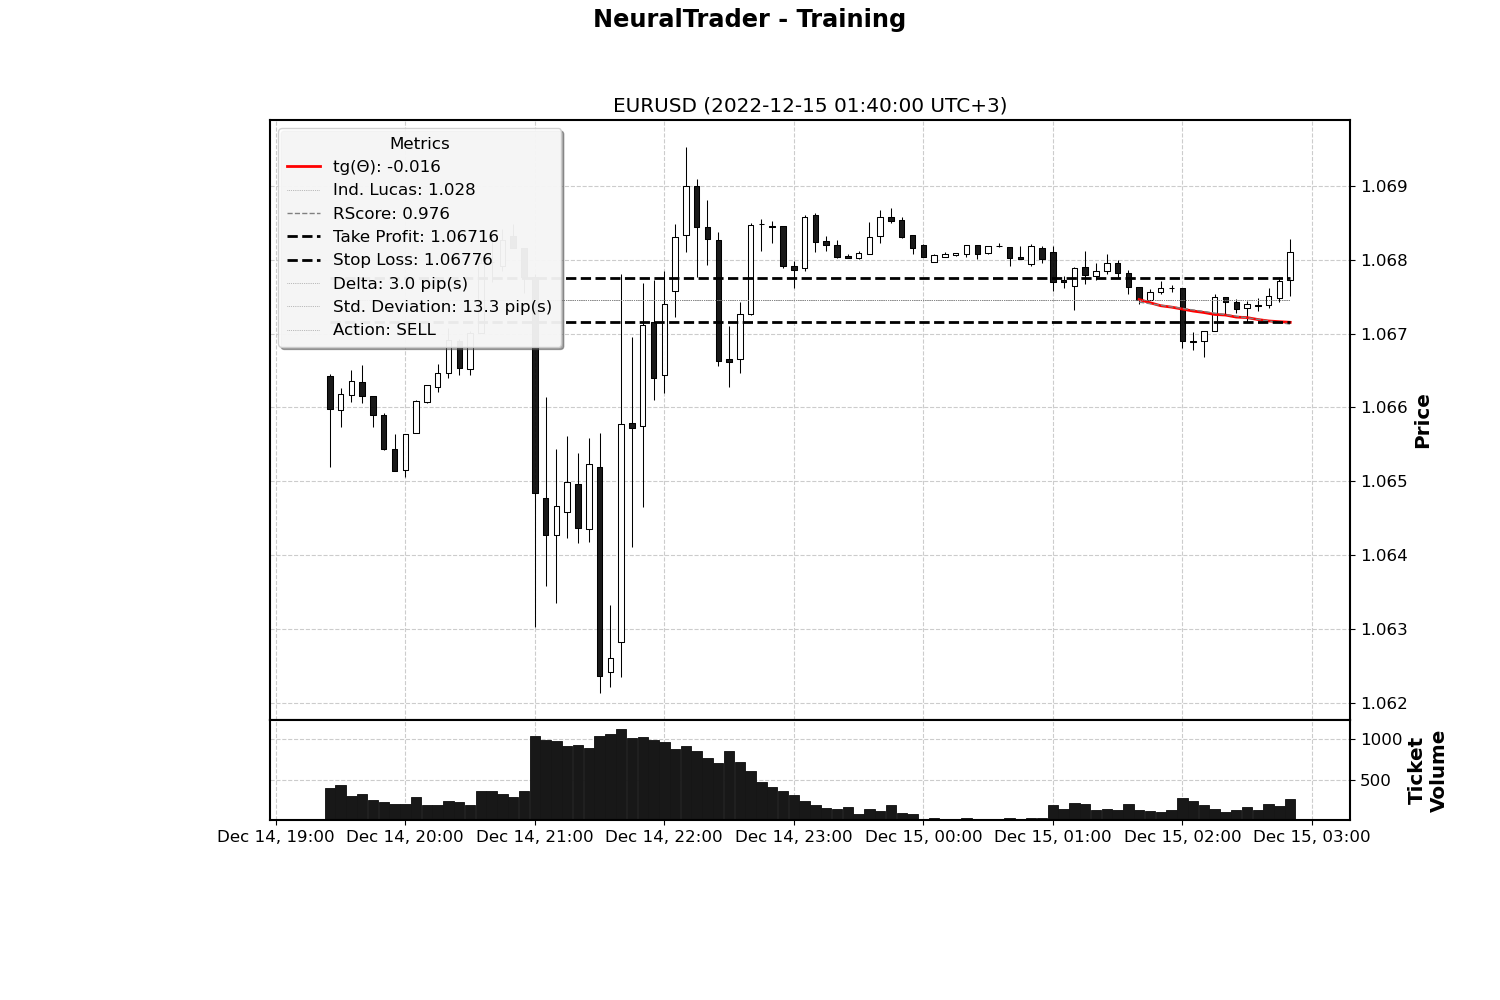 NeuralTrader - Training
EURUSD (2022-12-15 01:40:00 UTC+3)
Metrics
tg(Θ): -0.016
Ind. Lucas: 1.028
RScore: 0.976
Take Profit: 1.06716
Stop Loss: 1.06776
Delta: 3.0 pip(s)
Std. Deviation: 13.3 pip(s)
Action: SELL
1.069
1.068
1.067
1.066
1.065
1.064
1.063
1.062
Price
1000
500
Ticket
Volume
Dec 14, 19:00 Dec 14, 20:00 Dec 14, 21:00 Dec 14, 22:00 Dec 14, 23:00 Dec 15, 00:00 Dec 15, 01:00 Dec 15, 02:00 Dec 15, 03:00